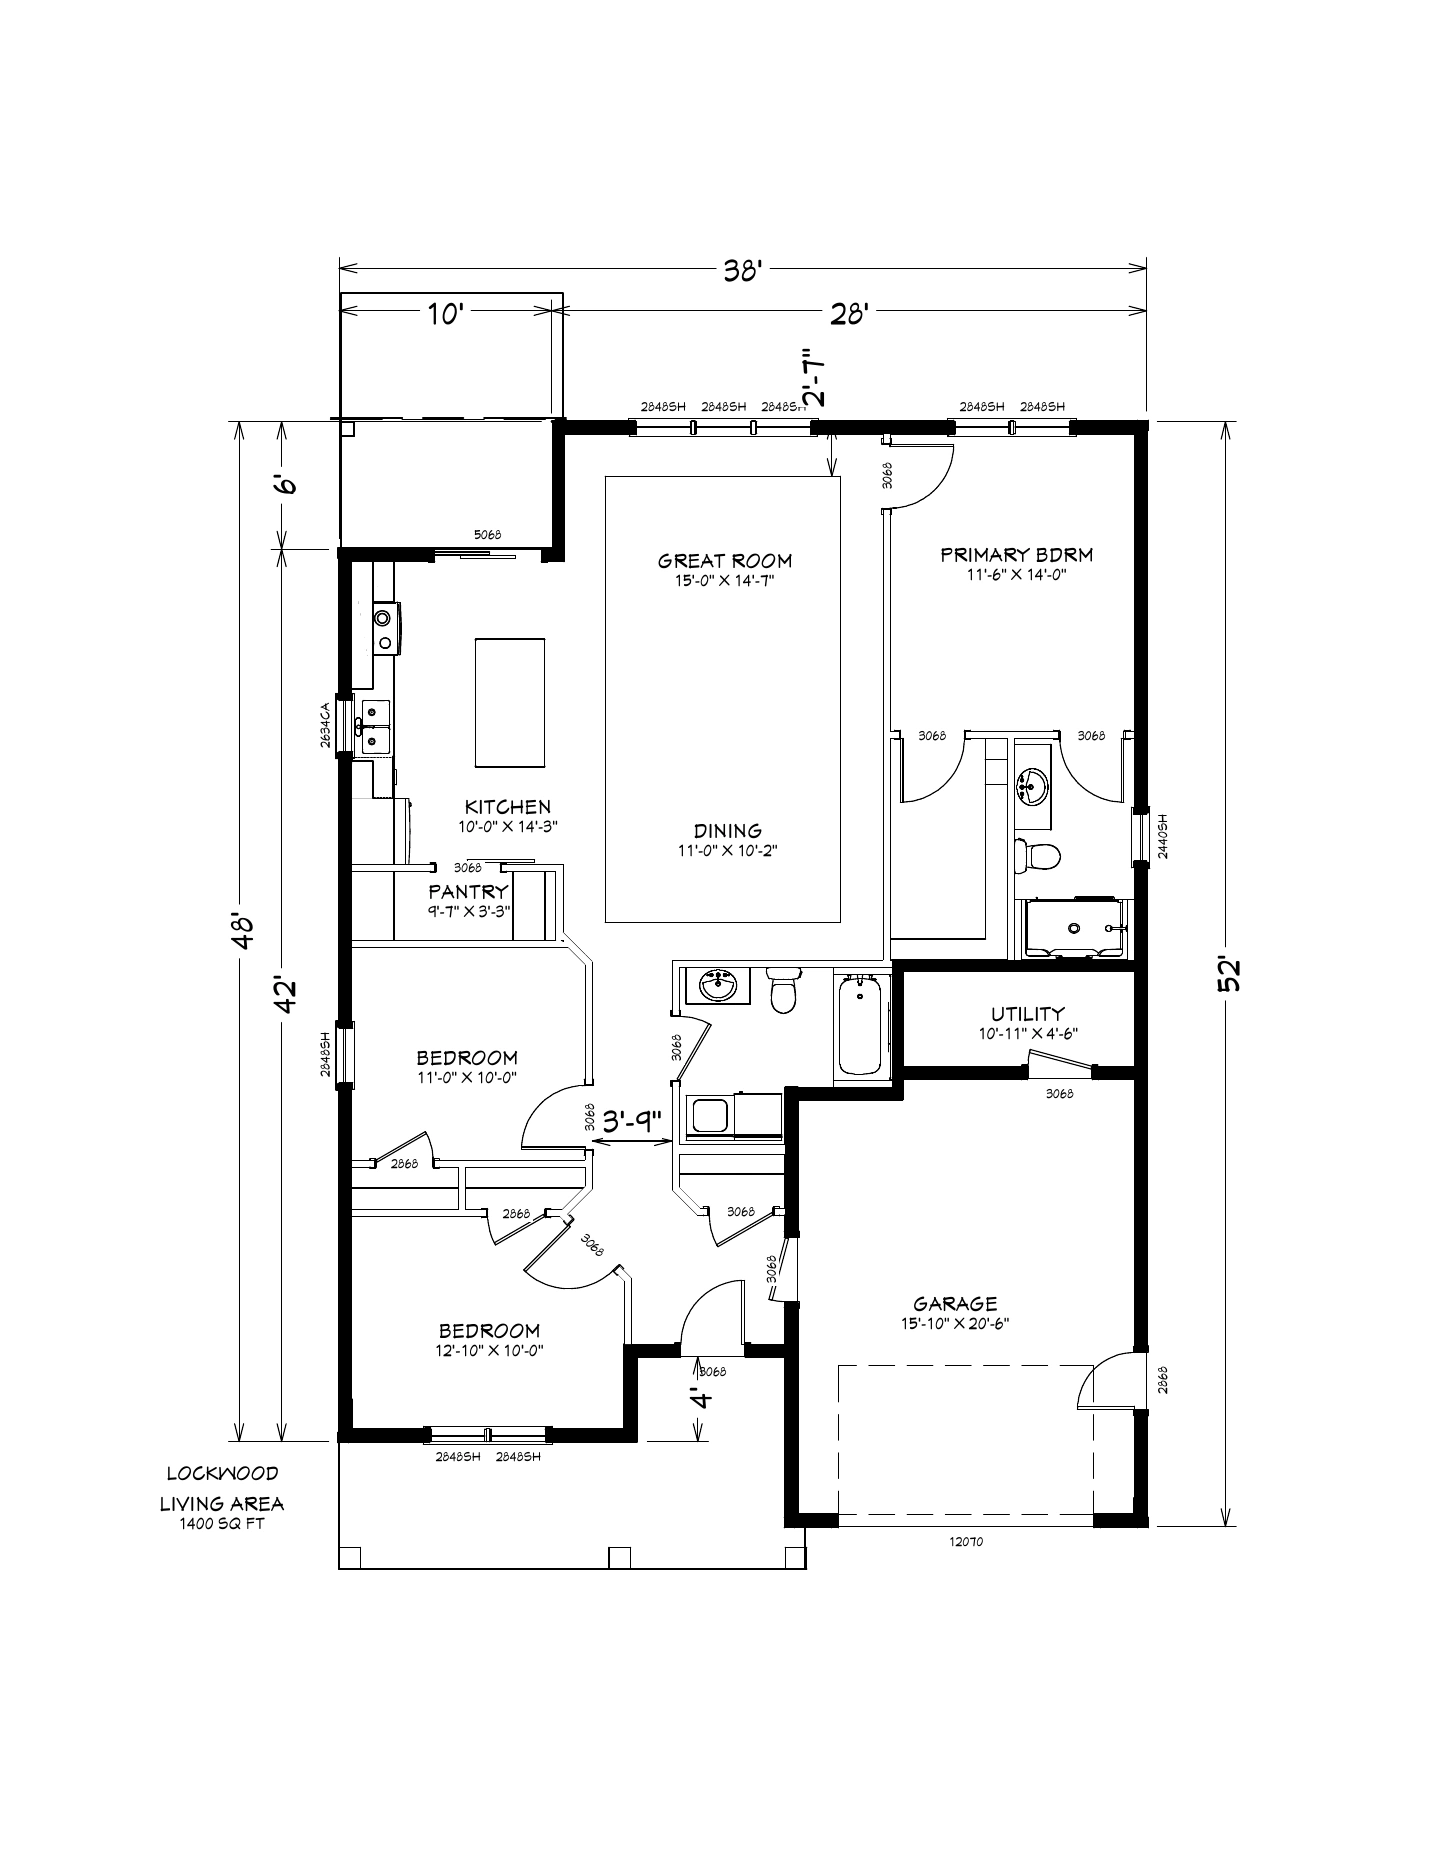 38'
10'
28'
2'-7"
2848SH 2848SH 2848SH
2848SH 2848SH
6'
5068
3068
GREAT ROOM
15'-0" X 14'-7"
PRIMARY BDRM
11'-6" X 14'-0"
2634CA
3068
3068
KITCHEN
10'-0" X 14'-3"
DINING
11'-0" X 10'-2"
2440SH
3068
PANTRY
9'-7" X 3'-3"
48'
42'
52'
UTILITY
10'-11" X 4'-6"
2848SH
BEDROOM
11'-0" X 10'-0"
3068
3068
3068
3'-9"
2868
2868
3068
3068
3068
GARAGE
15'-10" X 20'-6"
BEDROOM
12'-10" X 10'-0"
3068
4'
2868
2848SH 2848SH
LOCKWOOD
LIVING AREA
1400 SQ FT
12070